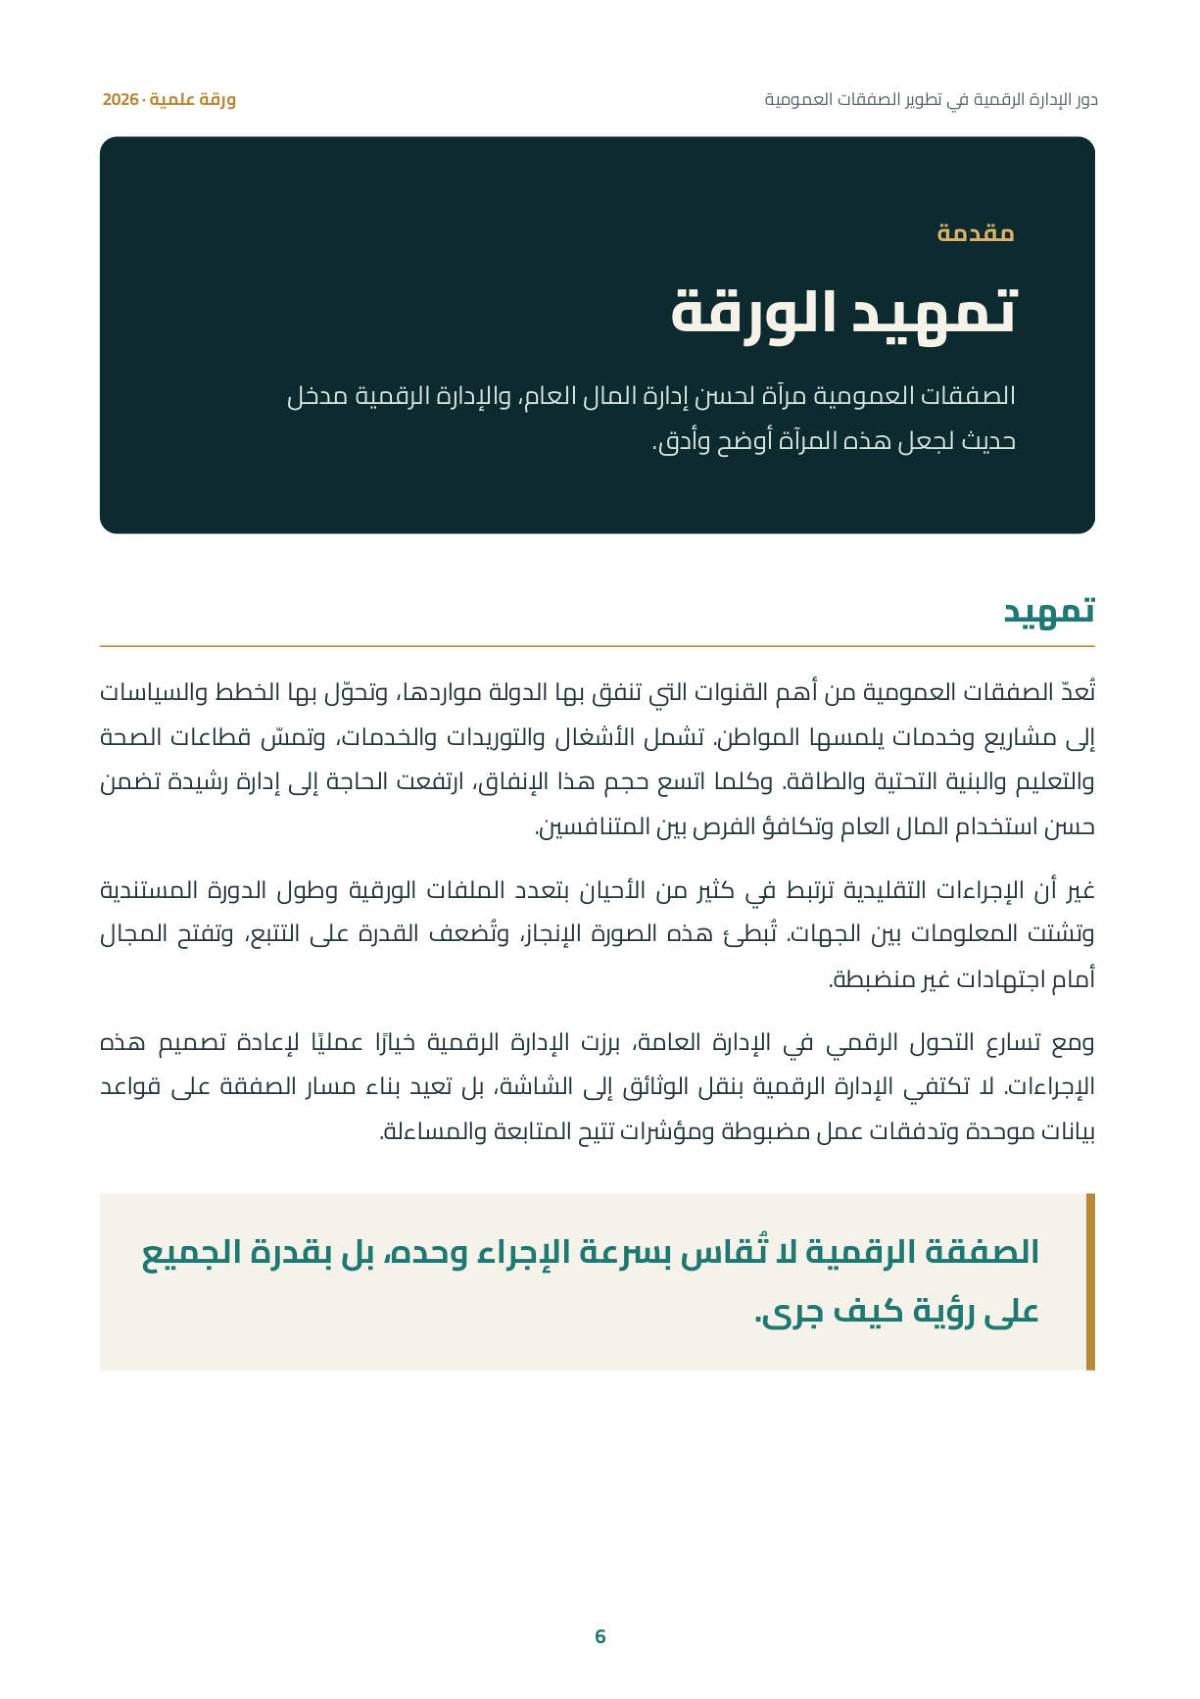 دور الإدارة الرقمية في تطوير الصفقات العمومية
ورقة علمية · 2026
مقدمة
تمهيد الورقة
الصفقات العمومية مرآة لحسن إدارة المال العام، والإدارة الرقمية مدخل
حديث لجعل هذه المرآة أوضح وأدق.
تمهيد
تُعدّ الصفقات العمومية من أهم القنوات التي تنفق بها الدولة مواردها، وتحوّل بها الخطط والسياسات
إلى مشاريع وخدمات يلمسها المواطن. تشمل الأشغال والتوريدات والخدمات، وتمسّ قطاعات الصحة
والتعليم والبنية التحتية والطاقة. وكلما اتسع حجم هذا الإنفاق، ارتفعت الحاجة إلى إدارة رشيدة تضمن
حسن استخدام المال العام وتكافؤ الفرص بين المتنافسين.
غير أن الإجراءات التقليدية ترتبط في كثير من الأحيان بتعدد الملفات الورقية وطول الدورة المستندية
وتشتت المعلومات بين الجهات. تُبطئ هذه الصورة الإنجاز، وتُضعف القدرة على التتبع، وتفتح المجال
أمام اجتهادات غير منضبطة.
ومع تسارع التحول الرقمي في الإدارة العامة، برزت الإدارة الرقمية خيارًا عمليًا لإعادة تصميم هذه
الإجراءات. لا تكتفي الإدارة الرقمية بنقل الوثائق إلى الشاشة، بل تعيد بناء مسار الصفقة على قواعد
بيانات موحدة وتدفقات عمل مضبوطة ومؤشرات تتيح المتابعة والمساءلة.
الصفقة الرقمية لا تُقاس بسرعة الإجراء وحده، بل بقدرة الجميع
على رؤية كيف جرى.
6